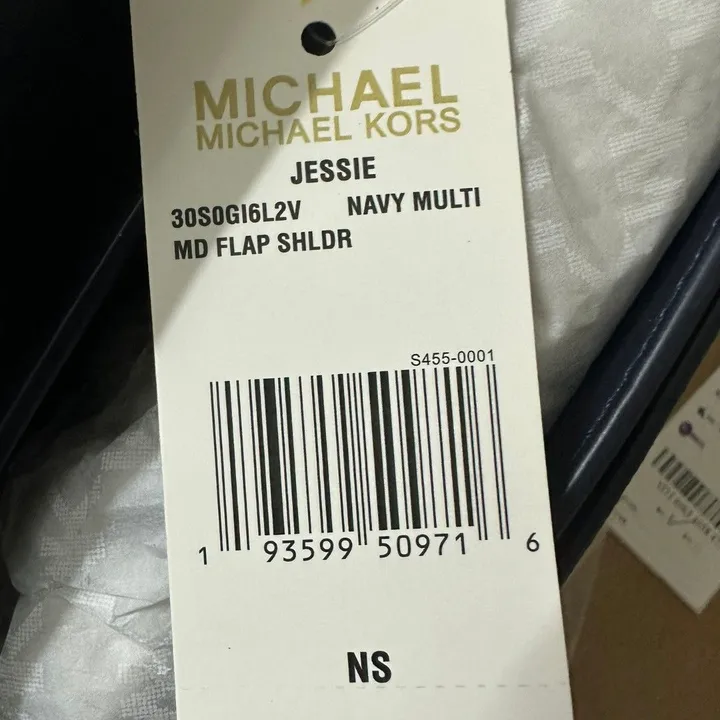 MICHAEL
MICHAEL KORS
JESSIE
30S0GI6L2V NAVY MULTI
MD FLAP SHLDR
S455-0001
1 93599 50971 6
NS